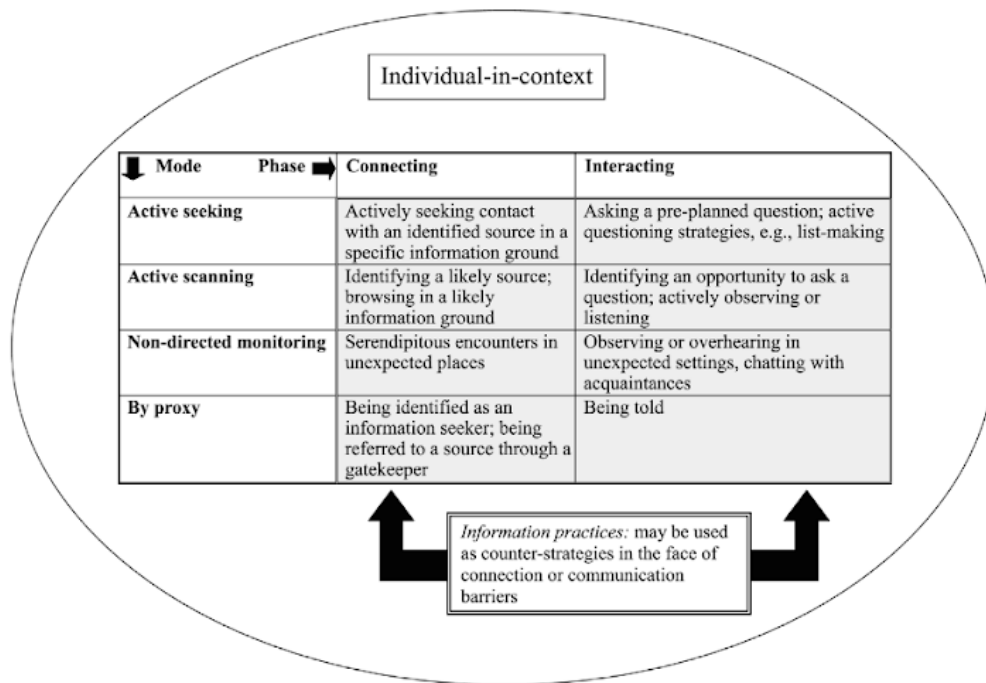 Individual-in-context
Mode Phase Connecting Interacting
Active seeking
Actively seeking contact
with an identified source in a
specific information ground
Asking a pre-planned question; active
questioning strategies, e.g., list-making
Active scanning
Identifying a likely source;
browsing in a likely
information ground
Identifying an opportunity to ask a
question; actively observing or
listening
Non-directed monitoring
Serendipitous encounters in
unexpected places
Observing or overhearing in
unexpected settings, chatting with
acquaintances
By proxy
Being identified as an
information seeker; being
referred to a source through a
gatekeeper
Being told
Information practices: may be used
as counter-strategies in the face of
connection or communication
barriers